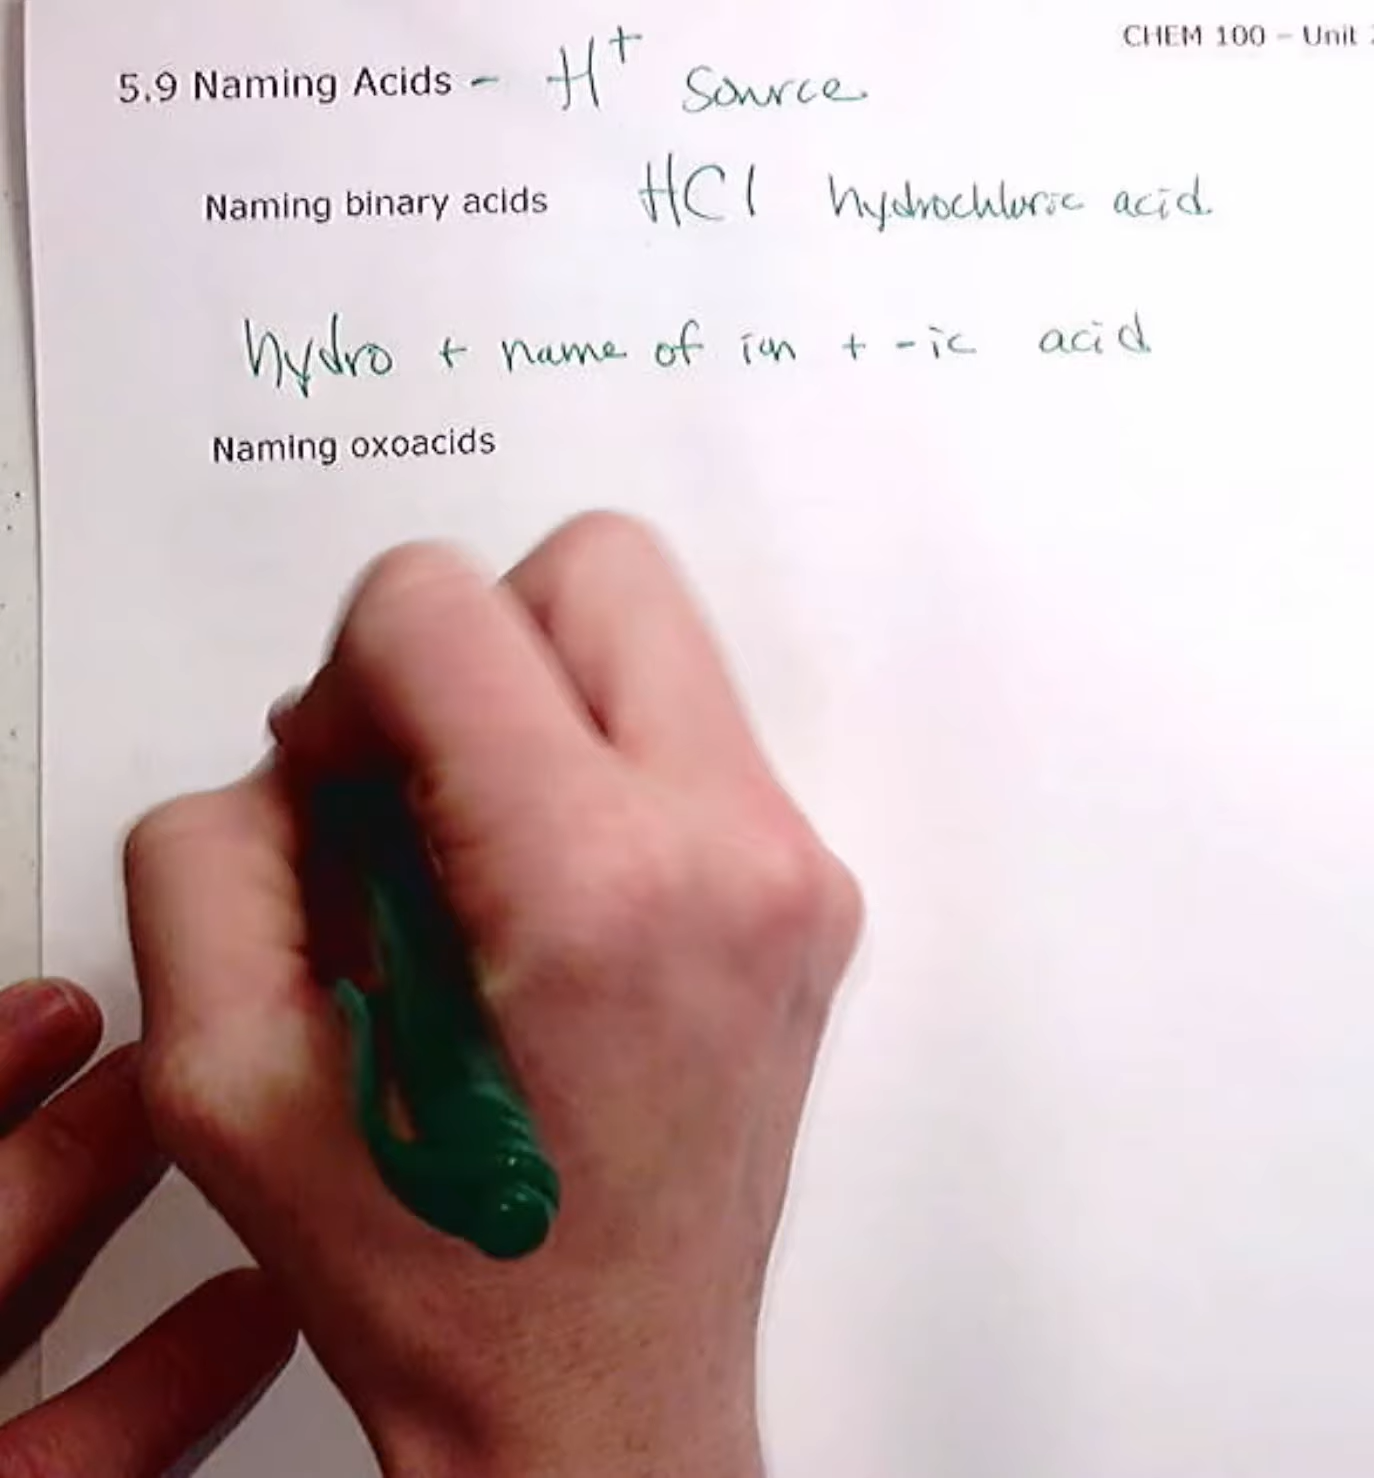 CHEM 100 – Unit
5.9 Naming Acids - H+ Source
Naming binary acids HCl hydrochloric acid
hydro + name of ion + -ic acid
Naming oxoacids